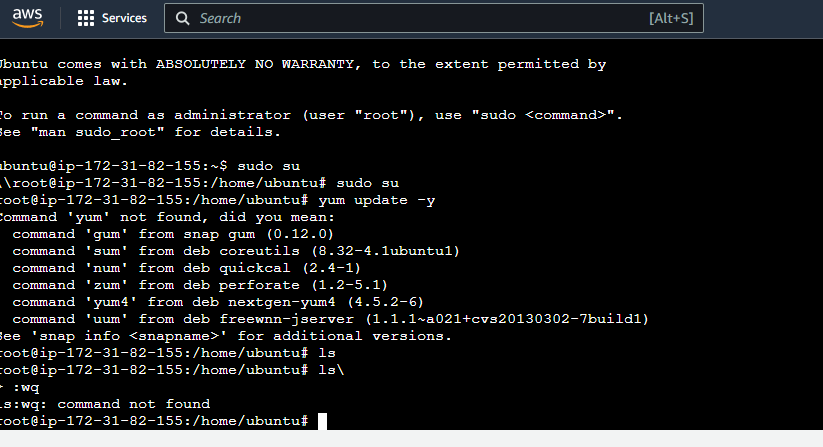 aws
Services
Search
[Alt+S]
Ubuntu comes with ABSOLUTELY NO WARRANTY, to the extent permitted by
applicable law.
To run a command as administrator (user "root"), use "sudo <command>".
See "man sudo_root" for details.
ubuntu@ip-172-31-82-155:~$ sudo su
\\root@ip-172-31-82-155:/home/ubuntu# sudo su
root@ip-172-31-82-155:/home/ubuntu# yum update -y
Command 'yum' not found, did you mean:
command 'gum' from snap gum (0.12.0)
command 'sum' from deb coreutils (8.32-4.1ubuntu1)
command 'num' from deb quickcal (2.4-1)
command 'zum' from deb perforate (1.2-5.1)
command 'yum4' from deb nextgen-yum4 (4.5.2-6)
command 'uum' from deb freewnn-jserver (1.1.1~a021+cvs20130302-7build1)
See 'snap info <snapname>' for additional versions.
root@ip-172-31-82-155:/home/ubuntu# ls
root@ip-172-31-82-155:/home/ubuntu# ls\
> :wq
ls:wq: command not found
root@ip-172-31-82-155:/home/ubuntu#